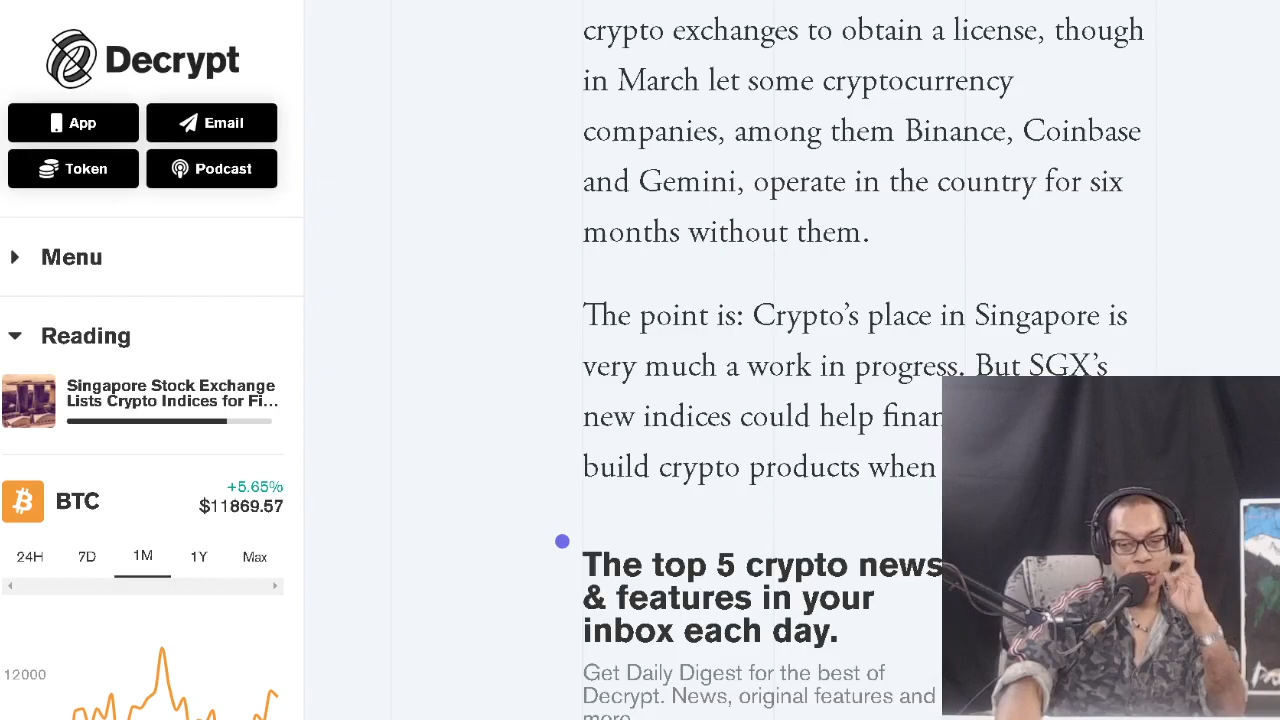 Decrypt
App
Email
Token
Podcast
Menu
Reading
Singapore Stock Exchange
Lists Crypto Indices for Fi...
BTC
+5.65%
$11869.57
24H
7D
1M
1Y
Max
12000
crypto exchanges to obtain a license, though
in March let some cryptocurrency
companies, among them Binance, Coinbase
and Gemini, operate in the country for six
months without them.
The point is: Crypto’s place in Singapore is
very much a work in progress. But SGX’s
new indices could help
build crypto products when
The top 5 crypto news
& features in your
inbox each day.
Get Daily Digest for the best of
Decrypt. News, original features and
more